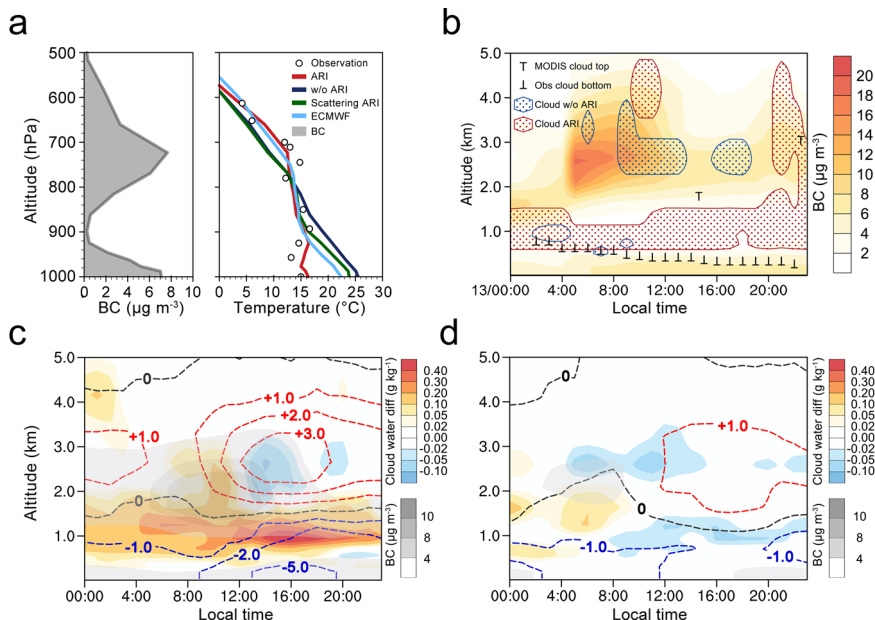 a
500
600
700
800
900
1000
Altitude (hPa)
0 2 4 6 8 10
BC (µg m⁻³)
Observation
ARI
w/o ARI
Scattering ARI
ECMWF
BC
0 5 10 15 20 25 30
Temperature (°C)
b
5.0
4.0
3.0
2.0
1.0
Altitude (km)
MODIS cloud top
Obs cloud bottom
Cloud w/o ARI
Cloud ARI
13/00:00 4:00 8:00 12:00 16:00 20:00
Local time
20
18
16
14
12
10
8
6
4
2
BC (µg m⁻³)
c
5.0
4.0
3.0
2.0
1.0
Altitude (km)
0
+1.0
+2.0
+3.0
+1.0
0
-1.0
-2.0
-5.0
00:00 4:00 8:00 12:00 16:00 20:00
Local time
0.40
0.20
0.10
0.05
0.02
0.00
0.00
-0.02
-0.05
-0.10
Cloud water diff (g kg⁻¹)
10
8
4
BC (µg m⁻³)
d
5.0
4.0
3.0
2.0
1.0
Altitude (km)
0
+1.0
0
-1.0
-1.0
00:00 4:00 8:00 12:00 16:00 20:00
Local time
0.40
0.20
0.10
0.05
0.02
0.00
0.00
-0.02
-0.05
-0.10
Cloud water diff (g kg⁻¹)
10
8
4
BC (µg m⁻³)